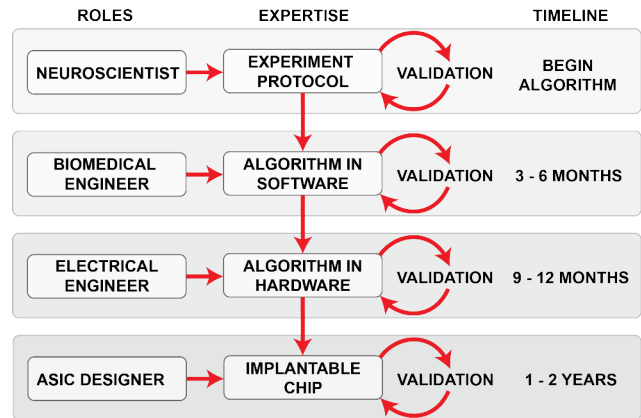 ROLES EXPERTISE TIMELINE
NEUROSCIENTIST
EXPERIMENT
PROTOCOL
VALIDATION
BEGIN
ALGORITHM
BIOMEDICAL
ENGINEER
ALGORITHM IN
SOFTWARE
VALIDATION
3 - 6 MONTHS
ELECTRICAL
ENGINEER
ALGORITHM IN
HARDWARE
VALIDATION
9 - 12 MONTHS
ASIC DESIGNER
IMPLANTABLE
CHIP
VALIDATION
1 - 2 YEARS